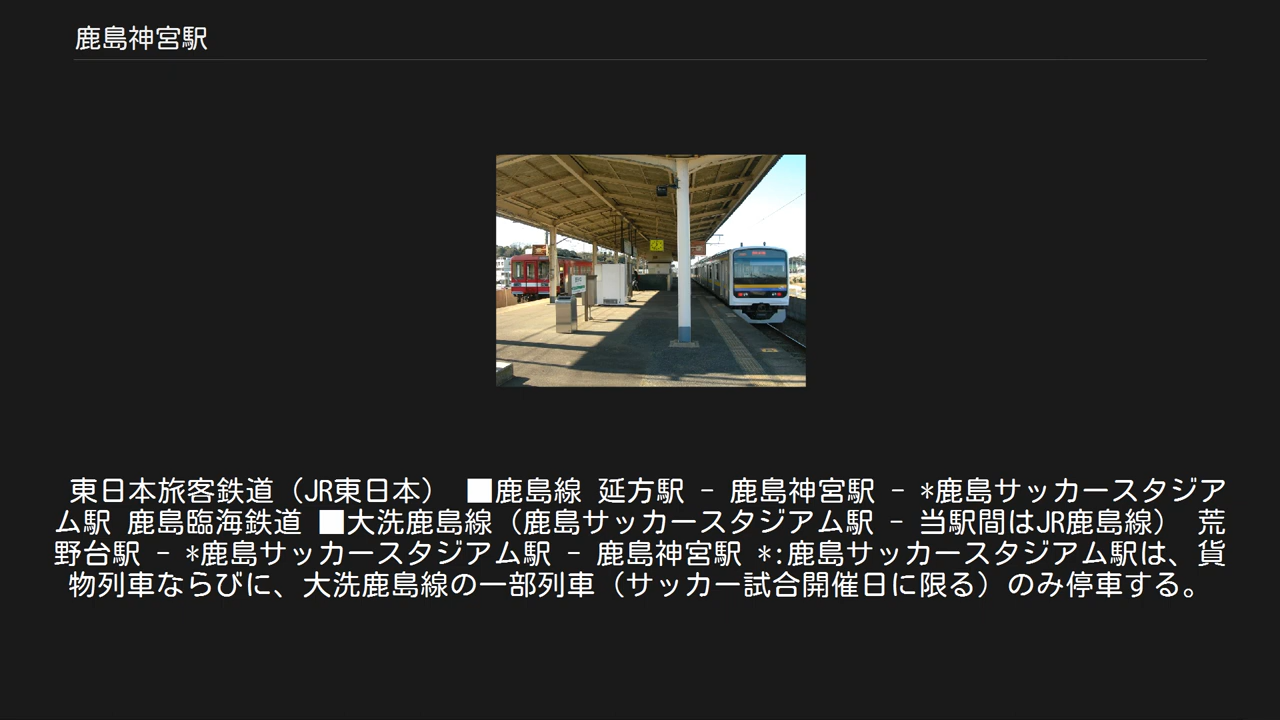 鹿島神宮駅
東日本旅客鉄道（JR東日本） ■鹿島線 延方駅 - 鹿島神宮駅 - *鹿島サッカースタジア
ム駅 鹿島臨海鉄道 ■大洗鹿島線（鹿島サッカースタジアム駅 - 当駅間はJR鹿島線） 荒
野台駅 - *鹿島サッカースタジアム駅 - 鹿島神宮駅 *:鹿島サッカースタジアム駅は、貨
物列車ならびに、大洗鹿島線の一部列車（サッカー試合開催日に限る）のみ停車する。